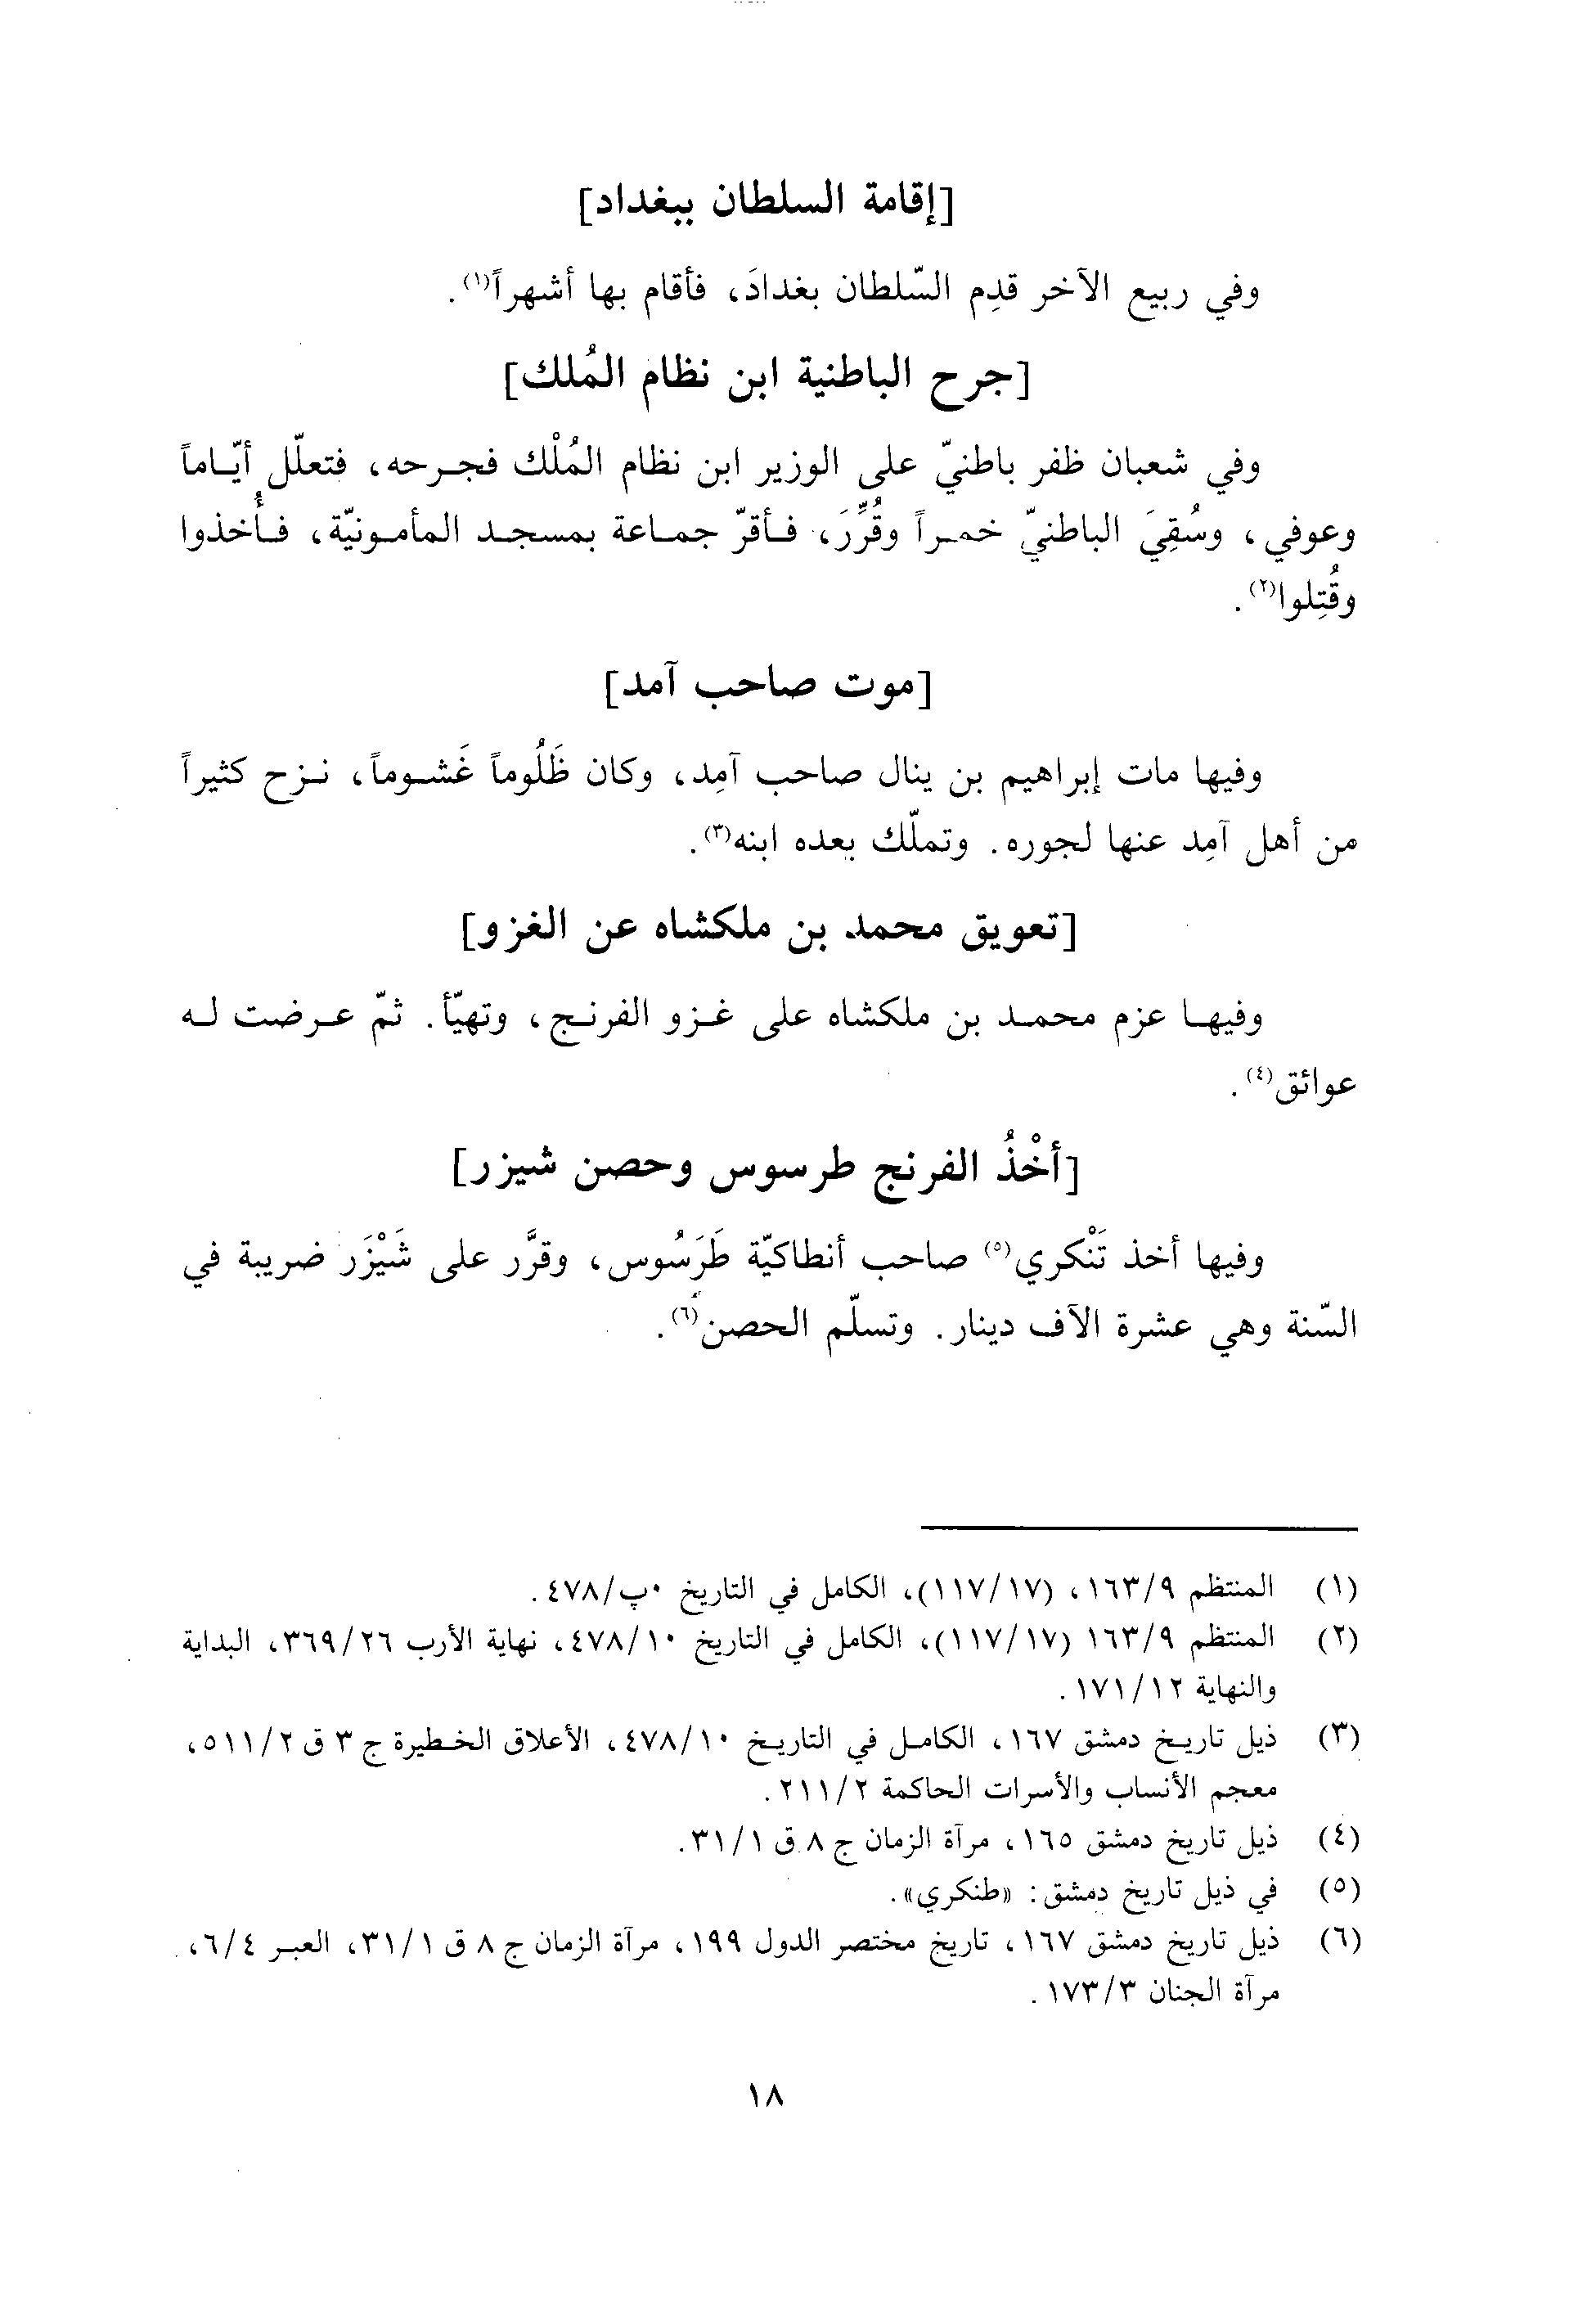 [إقامة السلطان ببغداد]
وفي ربيع الآخر قدِم السّلطان بغدادَ، فأقام بها أشهراً(١).
[جرح الباطنية ابن نظام المُلك]
وفي شعبان ظفر باطنيّ على الوزير ابن نظام المُلْك فجرحه، فتعلّل أيّاماً
وعوفي، وسُقِيَ الباطنيّ خمراً وقُرِّرَ، فأقرّ جماعة بمسجد المأمونيّة، فأُخذوا
وقُتِلوا(٢).
[موت صاحب آمد]
وفيها مات إبراهيم بن ينال صاحب آمِد، وكان ظَلُوماً غَشوماً، نزح كثيراً
من أهل آمِد عنها لجوره. وتملّك بعده ابنه(٣).
[تعويق محمد بن ملكشاه عن الغزو]
وفيها عزم محمد بن ملكشاه على غزو الفرنج، وتهيّأ. ثمّ عرضت له
عوائق(٤).
[أخْذُ الفرنج طرسوس وحصن شيزر]
وفيها أخذ تَنْكري(٥) صاحب أنطاكيّة طَرَسُوس، وقرَّر على شَيْزَر ضريبة في
السّنة وهي عشرة الآف دينار. وتسلّم الحصن(٦).
(١) المنتظم ١٦٣/٩، (١١٧/١٧)، الكامل في التاريخ ٠پ/٤٧٨.
(٢) المنتظم ١٦٣/٩ (١١٧/١٧)، الكامل في التاريخ ٤٧٨/١٠، نهاية الأرب ٣٦٩/٢٦، البداية
والنهاية ١٧١/١٢.
(٣) ذيل تاريخ دمشق ١٦٧، الكامل في التاريخ ٤٧٨/١٠، الأعلاق الخطيرة ج ٣ ق ٥١١/٢،
معجم الأنساب والأسرات الحاكمة ٢١١/٢.
(٤) ذيل تاريخ دمشق ١٦٥، مرآة الزمان ج ٨ ق ٣١/١.
(٥) في ذيل تاريخ دمشق: «طنكري».
(٦) ذيل تاريخ دمشق ١٦٧، تاريخ مختصر الدول ١٩٩، مرآة الزمان ج ٨ ق ٣١/١، العبر ٦/٤،
مرآة الجنان ١٧٣/٣.
١٨